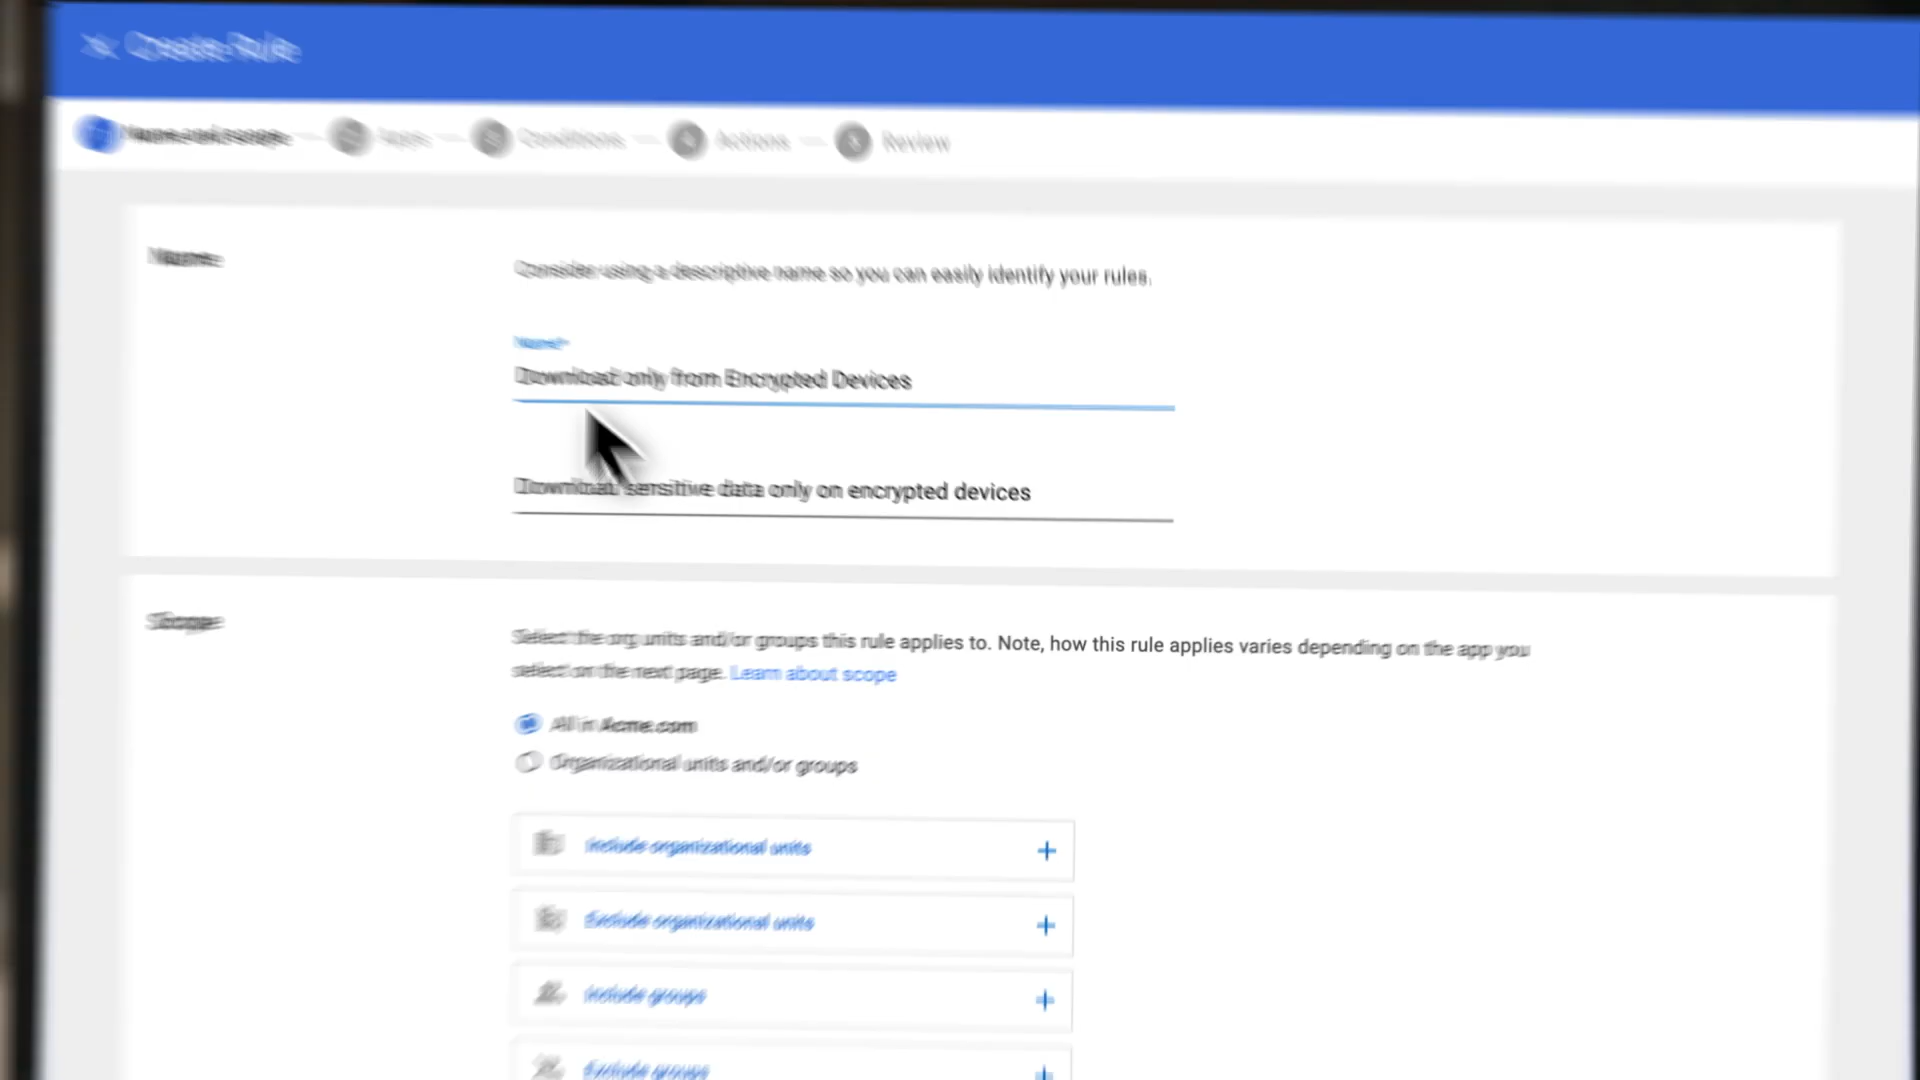 Create Rule
Name and scope
Apps
Conditions
Actions
Review
Name
Consider using a descriptive name so you can easily identify your rules.
Name*
Download only from Encrypted Devices
Download sensitive data only on encrypted devices
Scope
Select the org units and/or groups this rule applies to. Note, how this rule applies varies depending on the app you
select on the next page. Learn about scope
All in Acme.com
Organizational units and/or groups
Include organizational units
Exclude organizational units
Include groups
Exclude groups